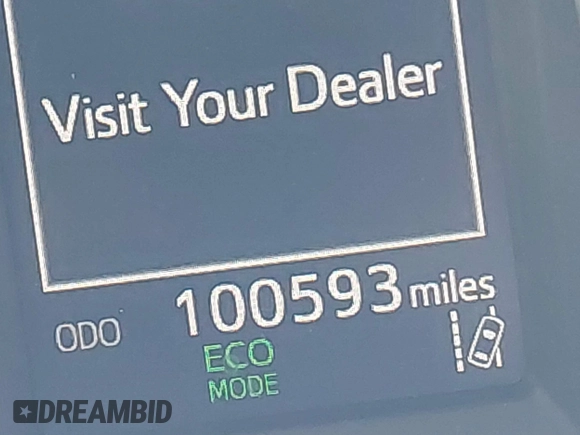 Visit Your Dealer
ODO 100593 miles
ECO
MODE
DREAMBID